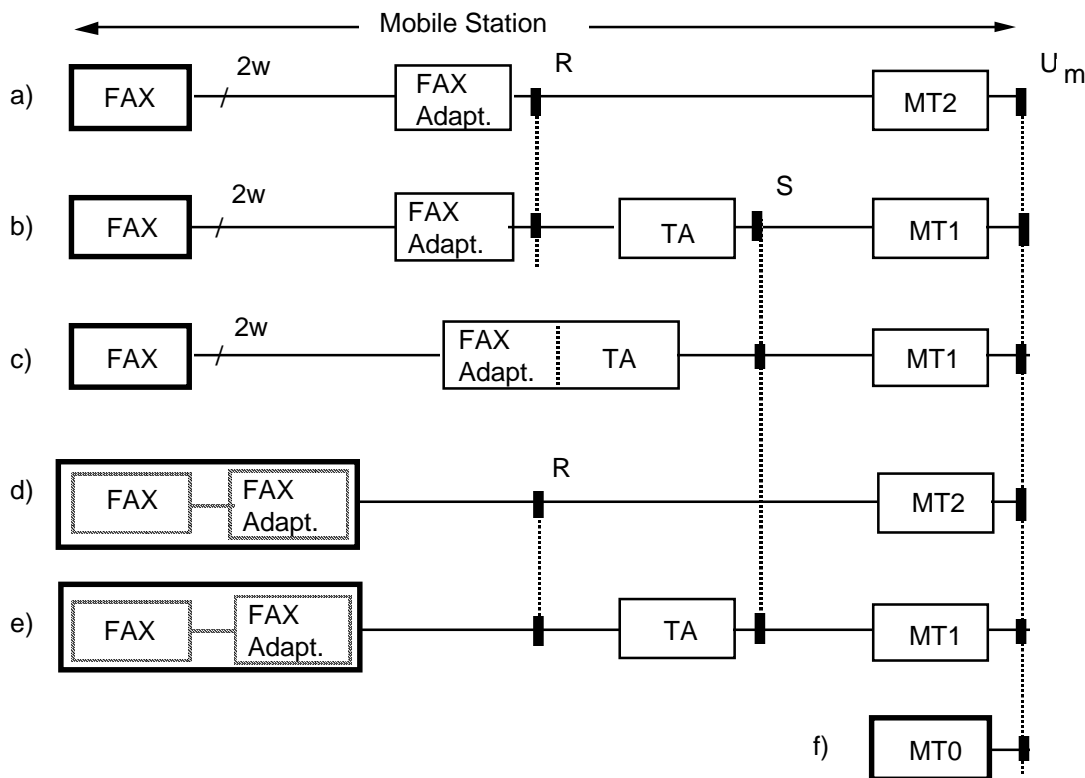 Mobile Station
R
U m
a)
FAX
2w
FAX
Adapt.
MT2
b)
FAX
2w
FAX
Adapt.
TA
S
MT1
c)
FAX
2w
FAX
Adapt.
TA
MT1
d)
FAX
FAX
Adapt.
R
MT2
e)
FAX
FAX
Adapt.
TA
MT1
f)
MT0